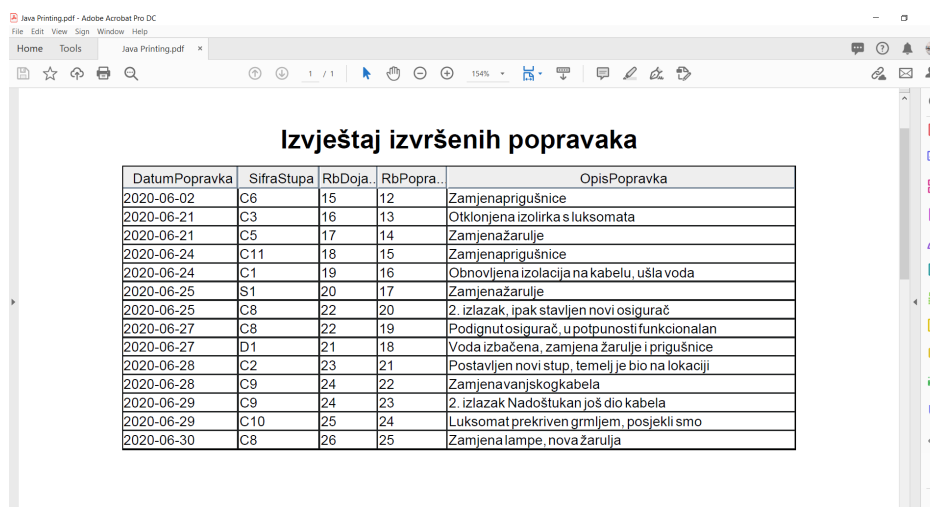 Java Printing.pdf - Adobe Acrobat Pro DC
File Edit View Sign Window Help
Home Tools Java Printing.pdf ×
1 / 1 154%
Izvještaj izvršenih popravaka
DatumPopravka SifraStupa RbDoja.. RbPopra.. OpisPopravka
2020-06-02 C6 15 12 Zamjenaprigušnice
2020-06-21 C3 16 13 Otklonjena izolirka s luksomata
2020-06-21 C5 17 14 Zamjenažarulje
2020-06-24 C11 18 15 Zamjenaprigušnice
2020-06-24 C1 19 16 Obnovljena izolacija na kabelu, ušla voda
2020-06-25 S1 20 17 Zamjenažarulje
2020-06-25 C8 22 20 2. izlazak, ipak stavljen novi osigurač
2020-06-27 C8 22 19 Podignut osigurač, u potpunosti funkcionalan
2020-06-27 D1 21 18 Voda izbačena, zamjena žarulje i prigušnice
2020-06-28 C2 23 21 Postavljen novi stup, temelj je bio na lokaciji
2020-06-28 C9 24 22 Zamjenavanjskogkabela
2020-06-29 C9 24 23 2. izlazak Nadoštukan još dio kabela
2020-06-29 C10 25 24 Luksomat prekriven grmljem, posjekli smo
2020-06-30 C8 26 25 Zamjena lampe, nova žarulja